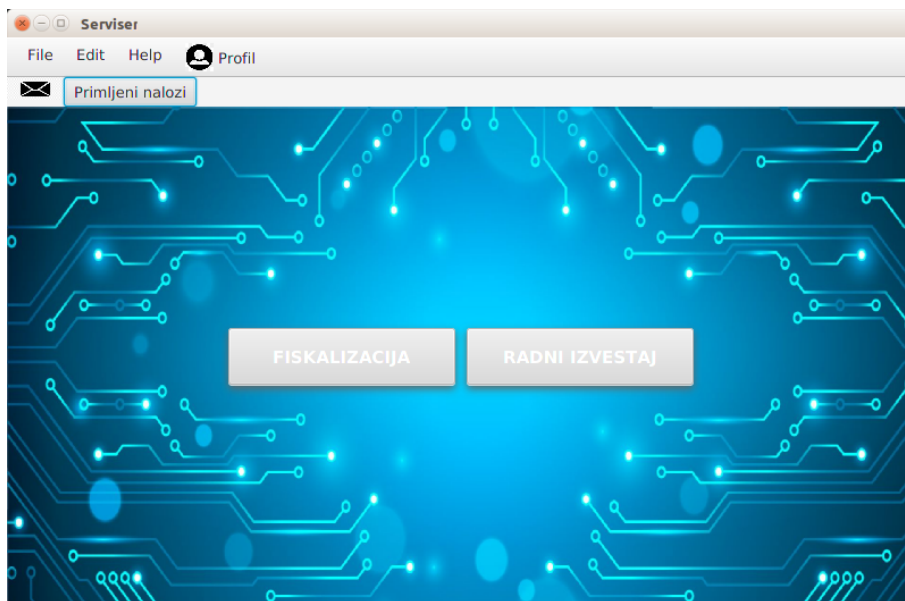 Serviser
File Edit Help Profil
Primljeni nalozi
FISKALIZACIJA RADNI IZVESTAJ